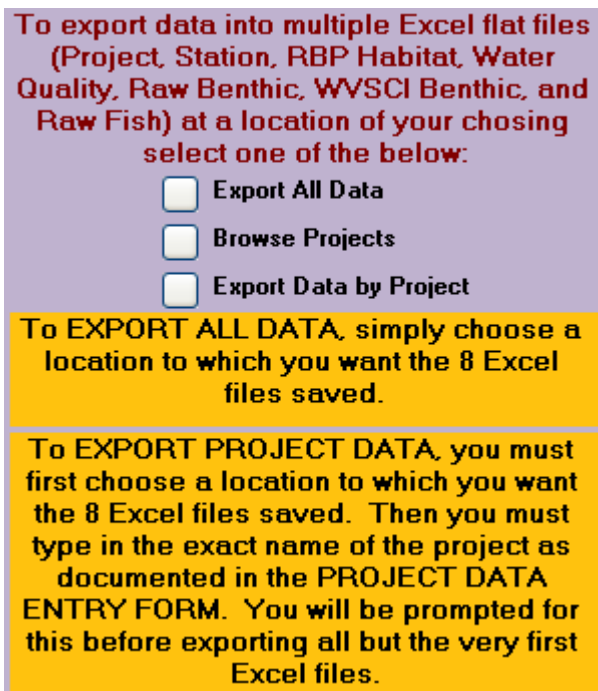 To export data into multiple Excel flat files
(Project, Station, RBP Habitat, Water
Quality, Raw Benthic, WVSCI Benthic, and
Raw Fish) at a location of your chosing
select one of the below:
Export All Data
Browse Projects
Export Data by Project
To EXPORT ALL DATA, simply choose a
location to which you want the 8 Excel
files saved.
To EXPORT PROJECT DATA, you must
first choose a location to which you want
the 8 Excel files saved.  Then you must
type in the exact name of the project as
documented in the PROJECT DATA
ENTRY FORM.  You will be prompted for
this before exporting all but the very first
Excel files.